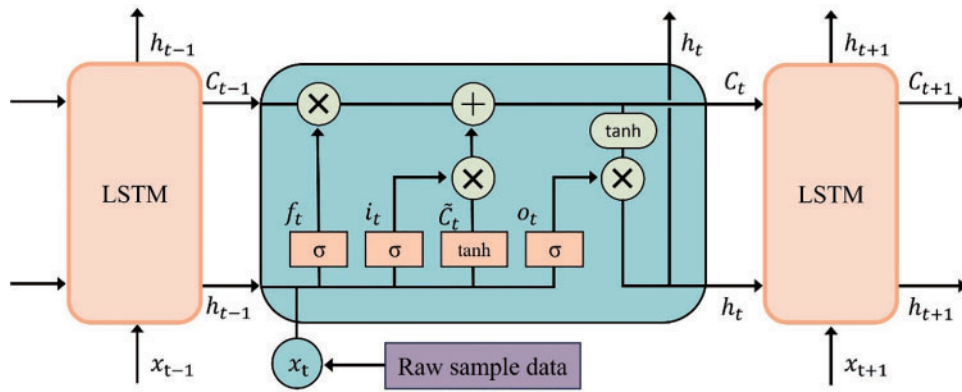 h_{t−1}
h_t
h_{t+1}
C_{t−1}
C_t
C_{t+1}
×
+
tanh
LSTM
×
×
LSTM
f_t
i_t
C̃_t
o_t
σ
σ
tanh
σ
h_{t−1}
h_t
h_{t+1}
x_{t−1}
x_t
Raw sample data
x_{t+1}